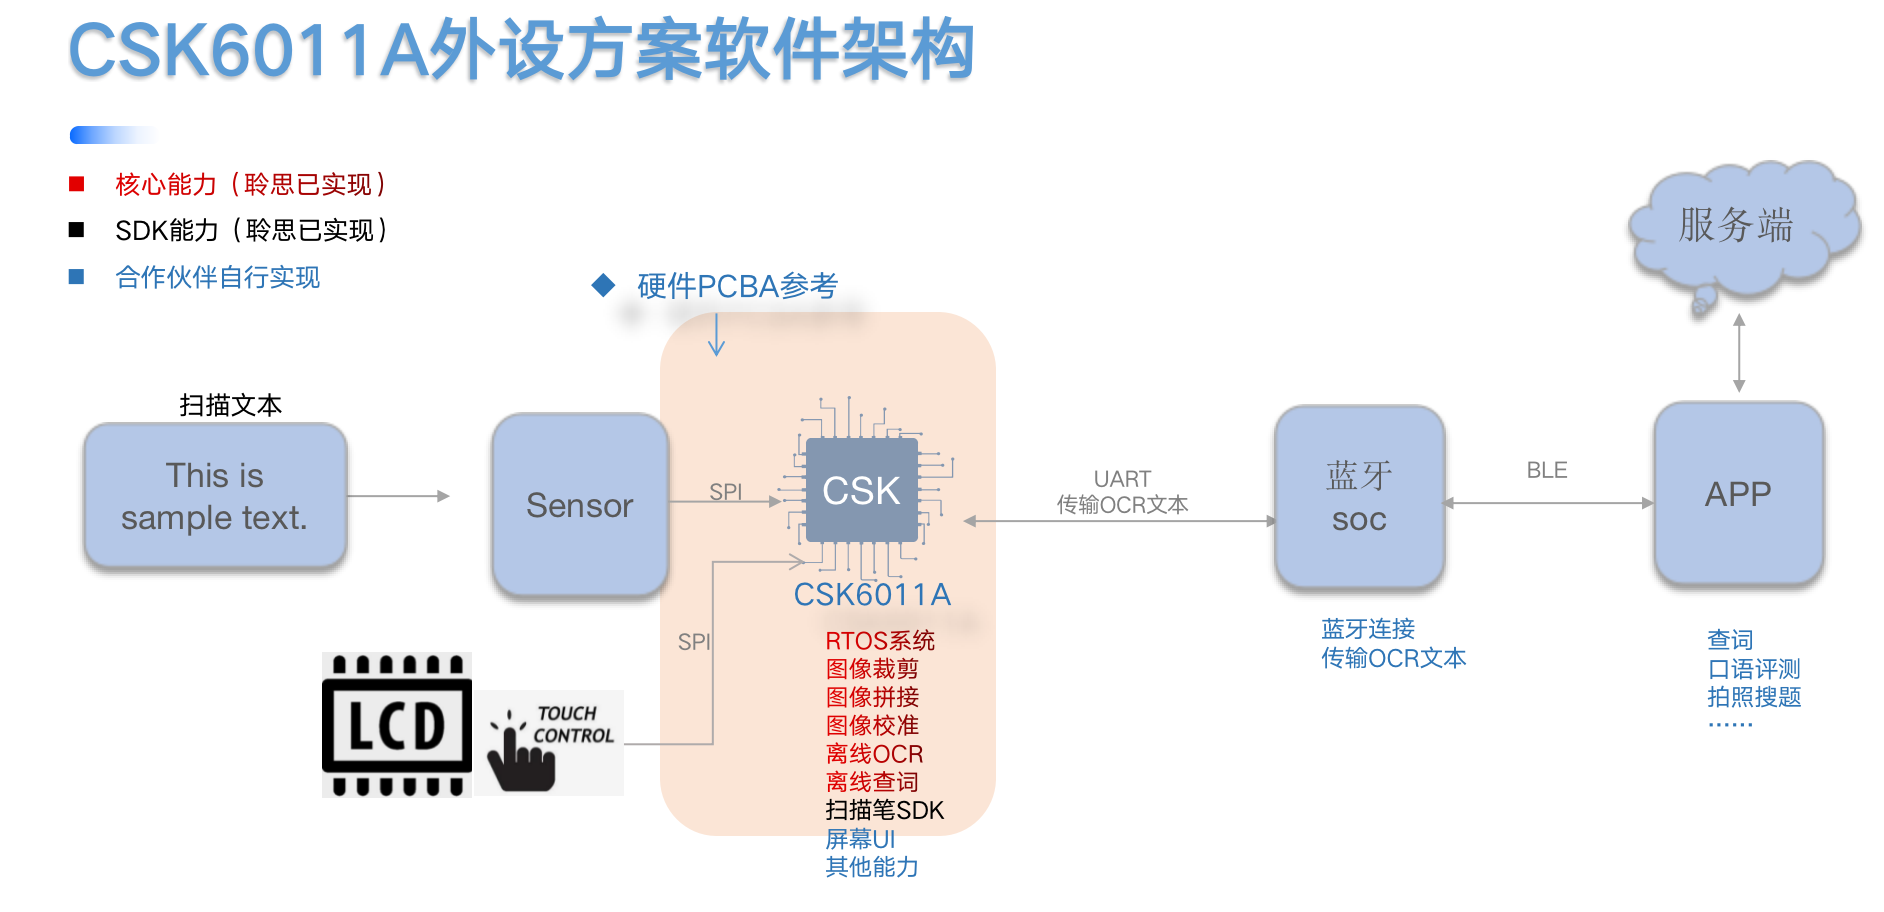 CSK6011A外设方案软件架构
核心能力（聆思已实现）
SDK能力（聆思已实现）
合作伙伴自行实现
硬件PCBA参考
服务端
扫描文本
This is
sample text.
Sensor
SPI
CSK
CSK6011A
UART
传输OCR文本
蓝牙
soc
BLE
APP
SPI
LCD
TOUCH
CONTROL
RTOS系统
图像裁剪
图像拼接
图像校准
离线OCR
离线查词
扫描笔SDK
屏幕UI
其他能力
蓝牙连接
传输OCR文本
查词
口语评测
拍照搜题
……